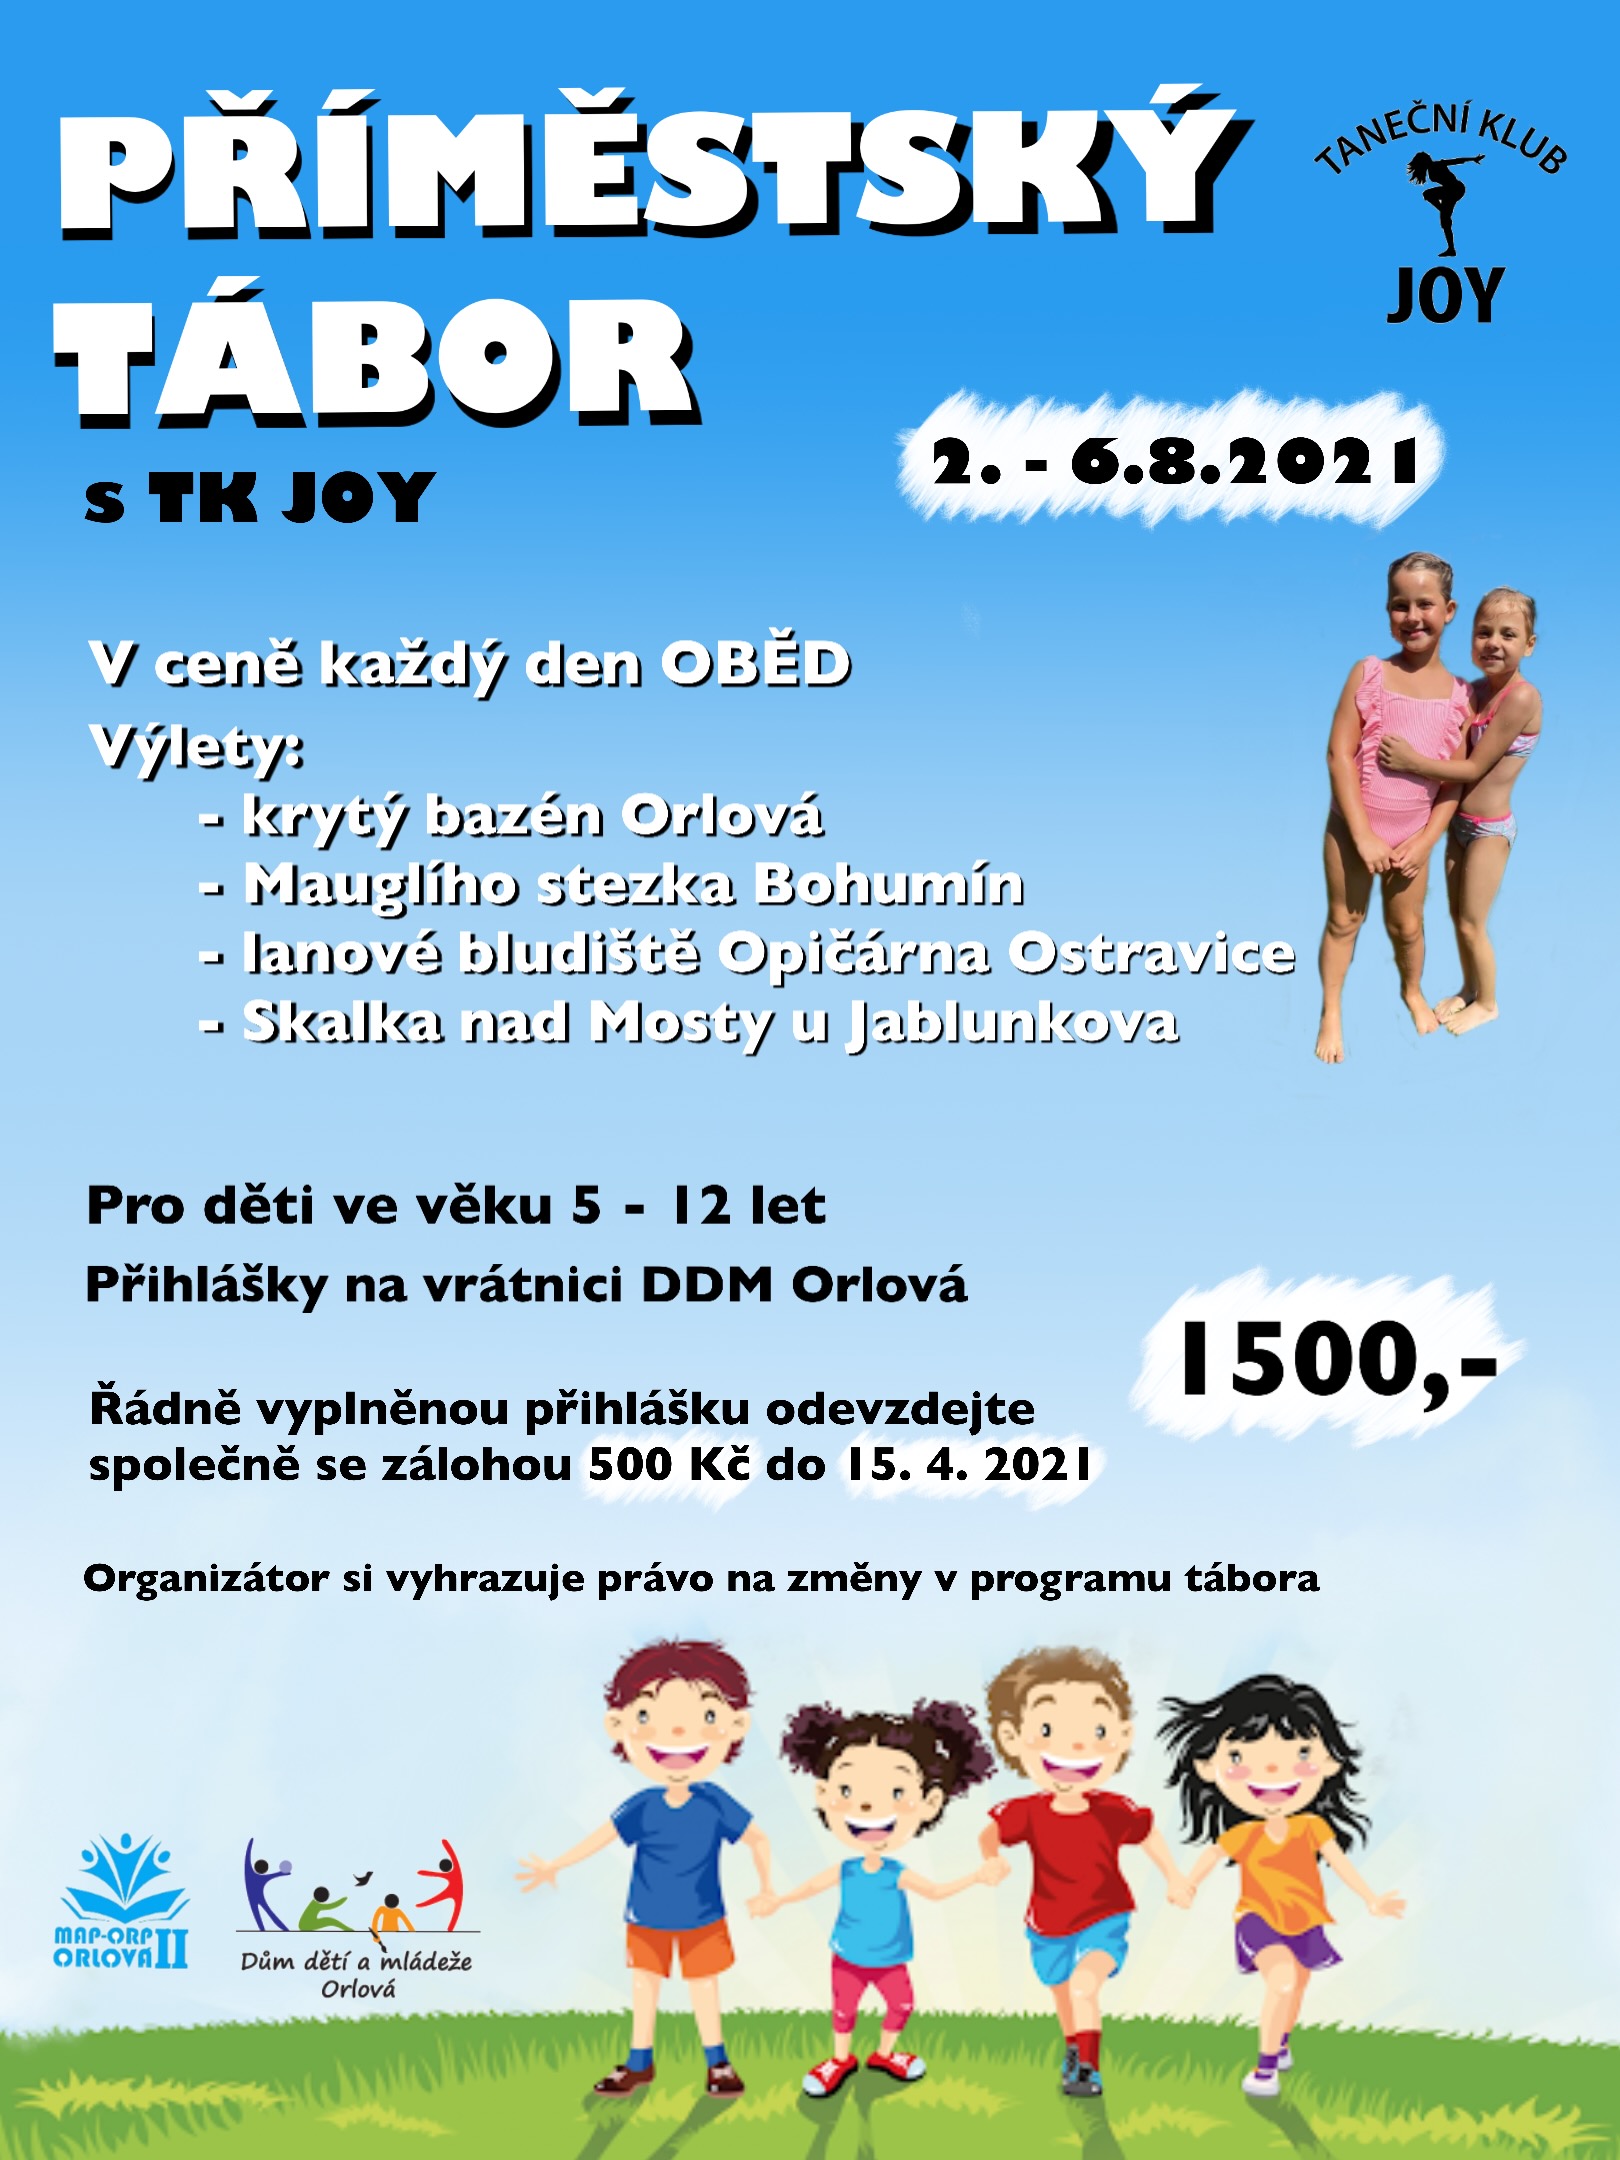 PŘÍMĚSTSKÝ
TÁBOR
s TK JOY
TANEČNÍ KLUB
JOY
2. - 6.8.2021
V ceně každý den OBĚD
Výlety:
- krytý bazén Orlová
- Mauglího stezka Bohumín
- lanové bludiště Opičárna Ostravice
- Skalka nad Mosty u Jablunkova
Pro děti ve věku 5 - 12 let
Přihlášky na vrátnici DDM Orlová
1500,-
Řádně vyplněnou přihlášku odevzdejte
společně se zálohou 500 Kč do 15. 4. 2021
Organizátor si vyhrazuje právo na změny v programu tábora
MAP-ORP
ORLOVÁ II
Dům dětí a mládeže
Orlová